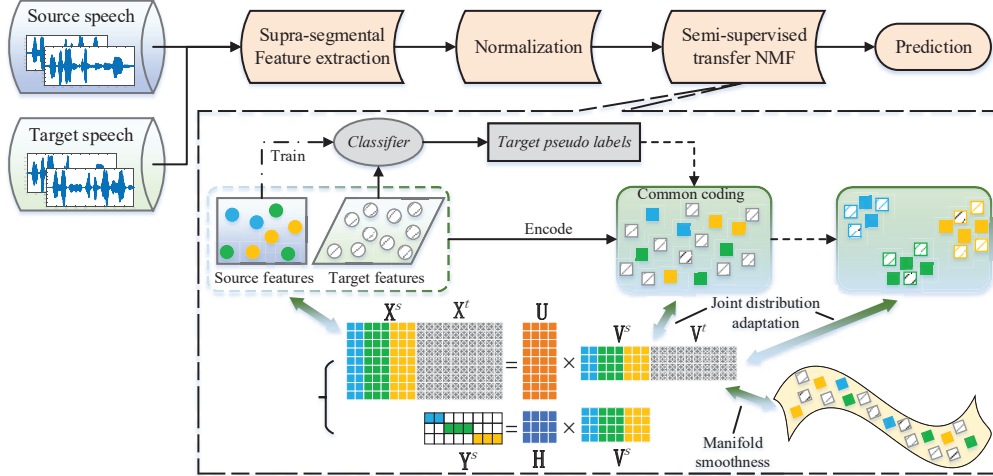 Source speech
Target speech
Supra-segmental
Feature extraction
Normalization
Semi-supervised
transfer NMF
Prediction
Train
Classifier
Target pseudo labels
Source features
Target features
Encode
Common coding
Joint distribution
adaptation
X^s
X^t
U
V^s
V^t
=
×
=
×
Y^s
H
V^s
Manifold
smoothness